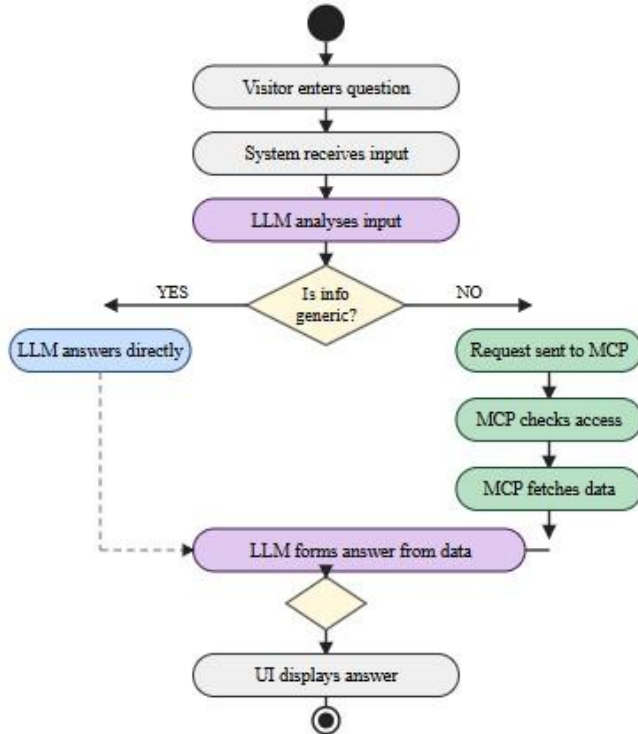 Visitor enters question
System receives input
LLM analyses input
Is info
generic?
YES
NO
LLM answers directly
Request sent to MCP
MCP checks access
MCP fetches data
LLM forms answer from data
UI displays answer